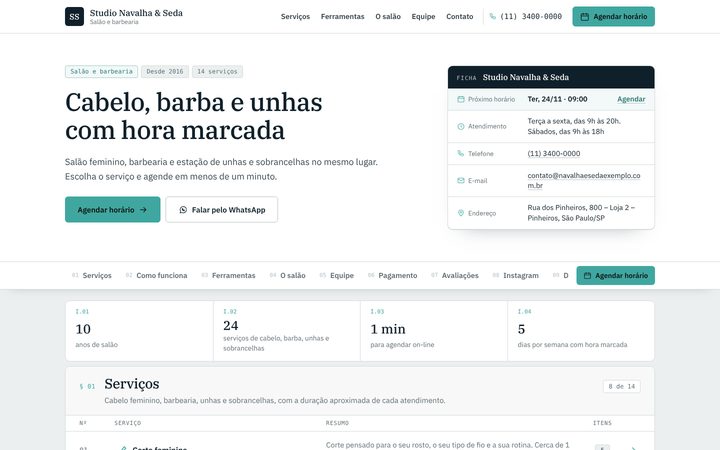 SS
Studio Navalha & Seda
Salão e barbearia
Serviços
Ferramentas
O salão
Equipe
Contato
(11) 3400-0000
Agendar horário
Salão e barbearia
Desde 2016
14 serviços
Cabelo, barba e unhas
com hora marcada
Salão feminino, barbearia e estação de unhas e sobrancelhas no mesmo lugar.
Escolha o serviço e agende em menos de um minuto.
Agendar horário
Falar pelo WhatsApp
FICHA Studio Navalha & Seda
Próximo horário
Ter, 24/11 · 09:00
Agendar
Atendimento
Terça a sexta, das 9h às 20h.
Sábados, das 9h às 18h
Telefone
(11) 3400-0000
E-mail
contato@navalhaesedaexemplo.co
m.br
Endereço
Rua dos Pinheiros, 800 – Loja 2 –
Pinheiros, São Paulo/SP
01 Serviços
02 Como funciona
03 Ferramentas
04 O salão
05 Equipe
06 Pagamento
07 Avaliações
08 Instagram
09 D
Agendar horário
I.01
10
anos de salão
I.02
24
serviços de cabelo, barba, unhas e
sobrancelhas
I.03
1 min
para agendar on-line
I.04
5
dias por semana com hora marcada
§ 01
Serviços
Cabelo feminino, barbearia, unhas e sobrancelhas, com a duração aproximada de cada atendimento.
8 de 14
Nº
SERVIÇO
RESUMO
ITENS
Corte pensado para o seu rosto, o seu tipo de fio e a sua rotina. Cerca de 1